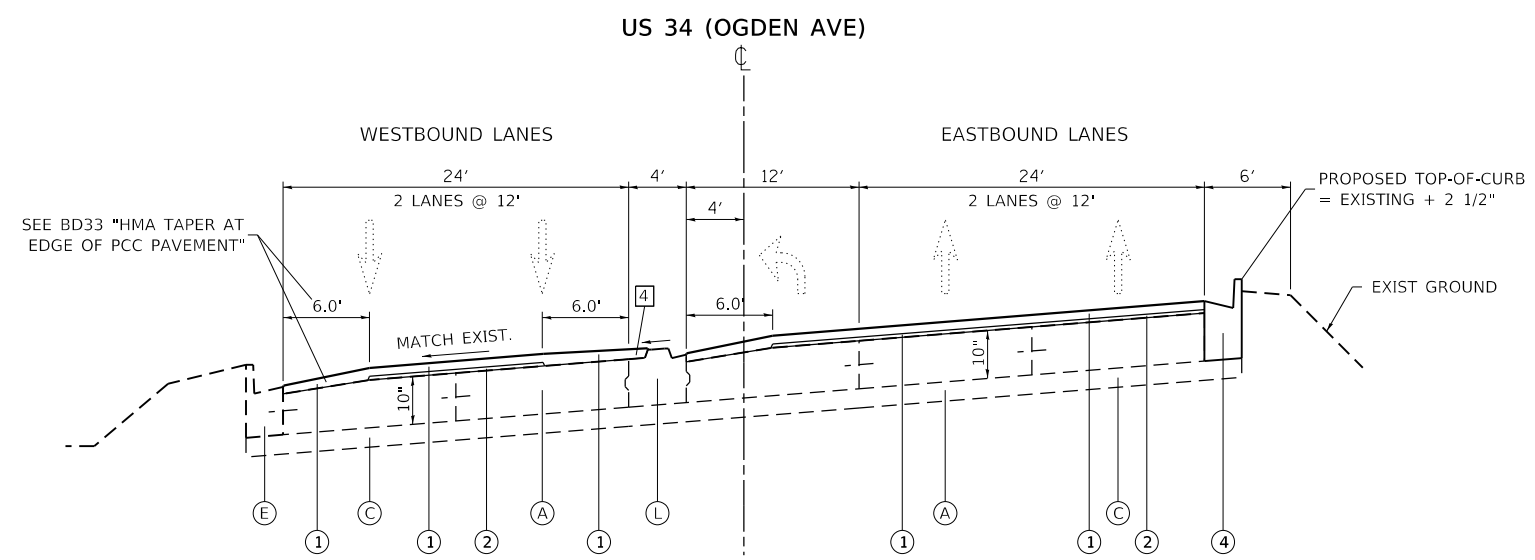 US 34 (OGDEN AVE)
℄
WESTBOUND LANES
EASTBOUND LANES
24'
4'
12'
24'
6'
2 LANES @ 12'
2 LANES @ 12'
PROPOSED TOP-OF-CURB
= EXISTING + 2 1/2"
4'
SEE BD33 "HMA TAPER AT
EDGE OF PCC PAVEMENT"
6.0'
6.0'
4
6.0'
EXIST GROUND
MATCH EXIST.
10"
10"
E
C
A
L
A
C
1
1
2
1
1
1
2
4